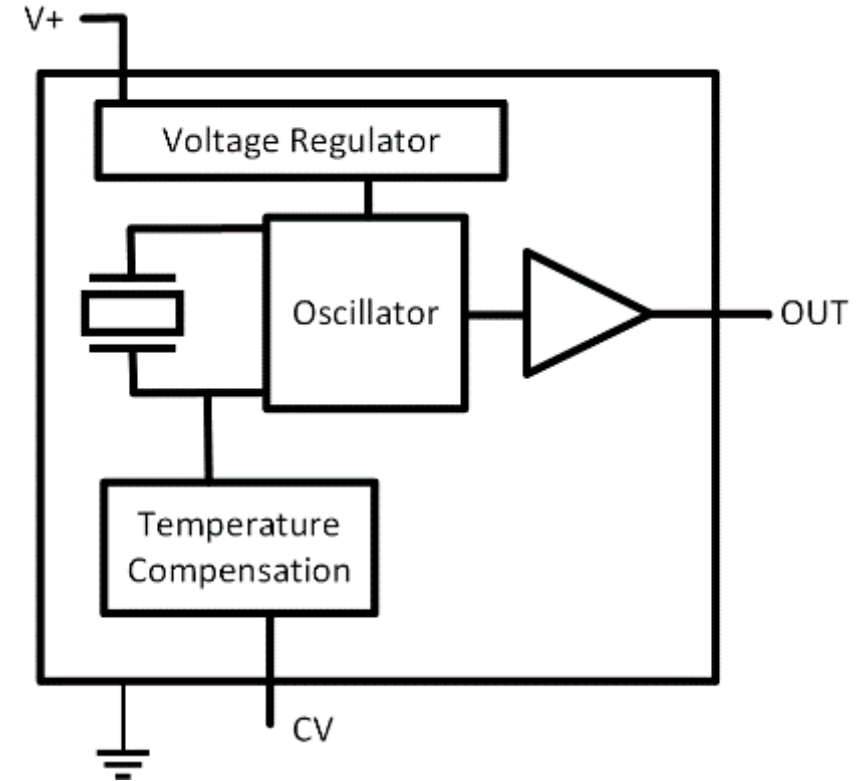 V+
Voltage Regulator
Oscillator
OUT
Temperature
Compensation
CV